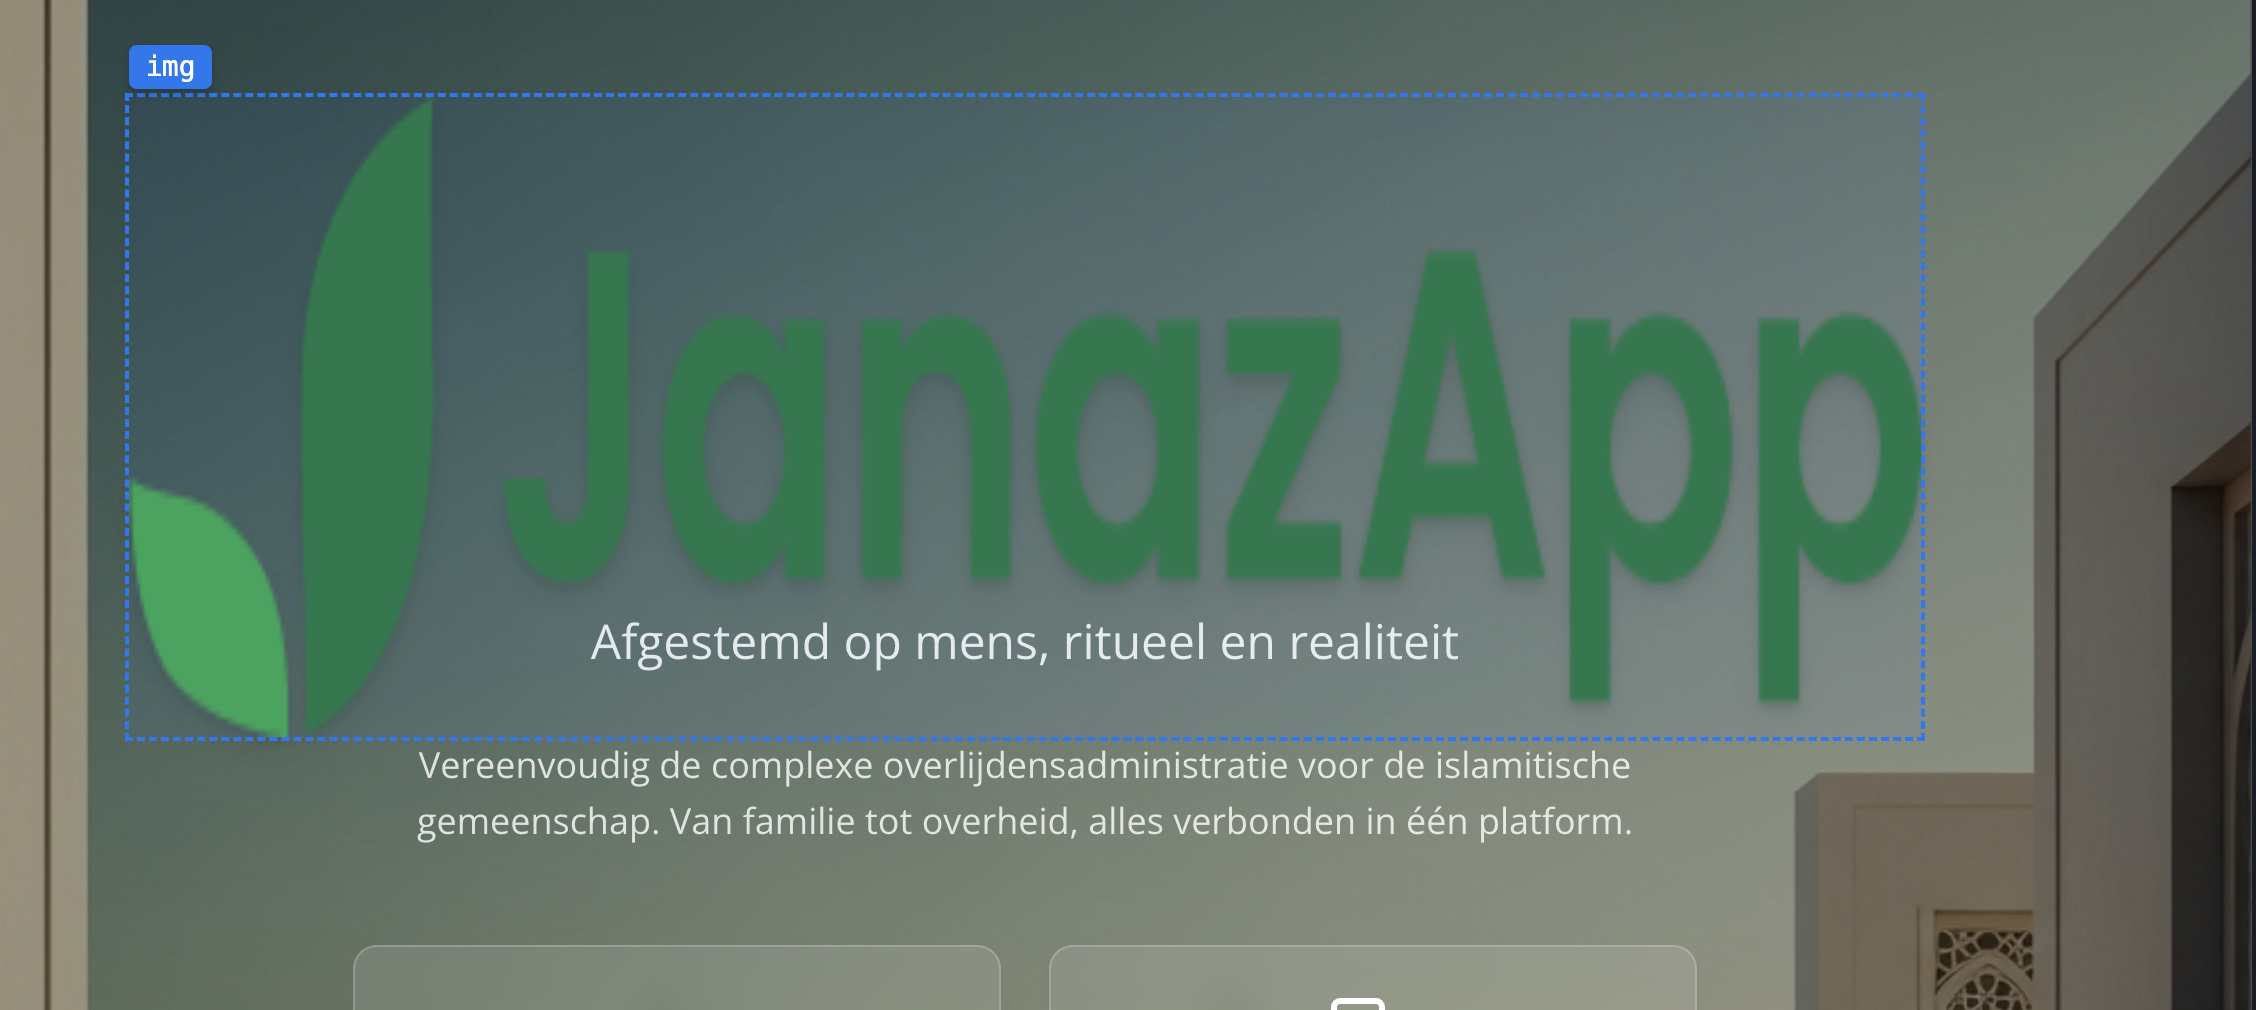 img
JanazApp
Afgestemd op mens, ritueel en realiteit
Vereenvoudig de complexe overlijdensadministratie voor de islamitische
gemeenschap. Van familie tot overheid, alles verbonden in één platform.